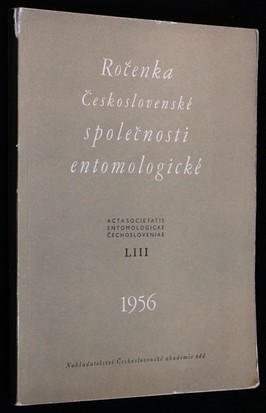 Ročenka
Československé
společnosti
entomologické
ACTA SOCIETATIS
ENTOMOLOGICAE
ČECHOSLOVENIAE
LIII
1956
Nakladatelství Československé akademie věd